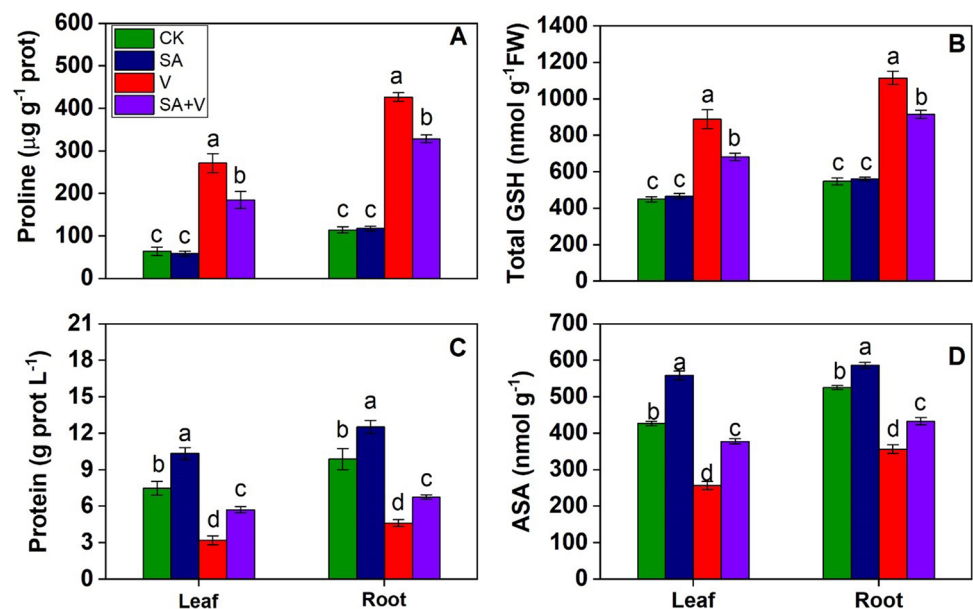 A
Proline (μg g⁻¹ prot)
600
500
400
300
200
100
0
CK
SA
V
SA+V
c c a b
c c a b
B
Total GSH (nmol g⁻¹FW)
1400
1200
1000
800
600
400
200
0
c c a b
c c a b
C
Protein (g prot L⁻¹)
21
18
15
12
9
6
3
0
b a d c
b a d c
Leaf Root
D
ASA (nmol g⁻¹)
700
600
500
400
300
200
100
0
b a d c
b a d c
Leaf Root